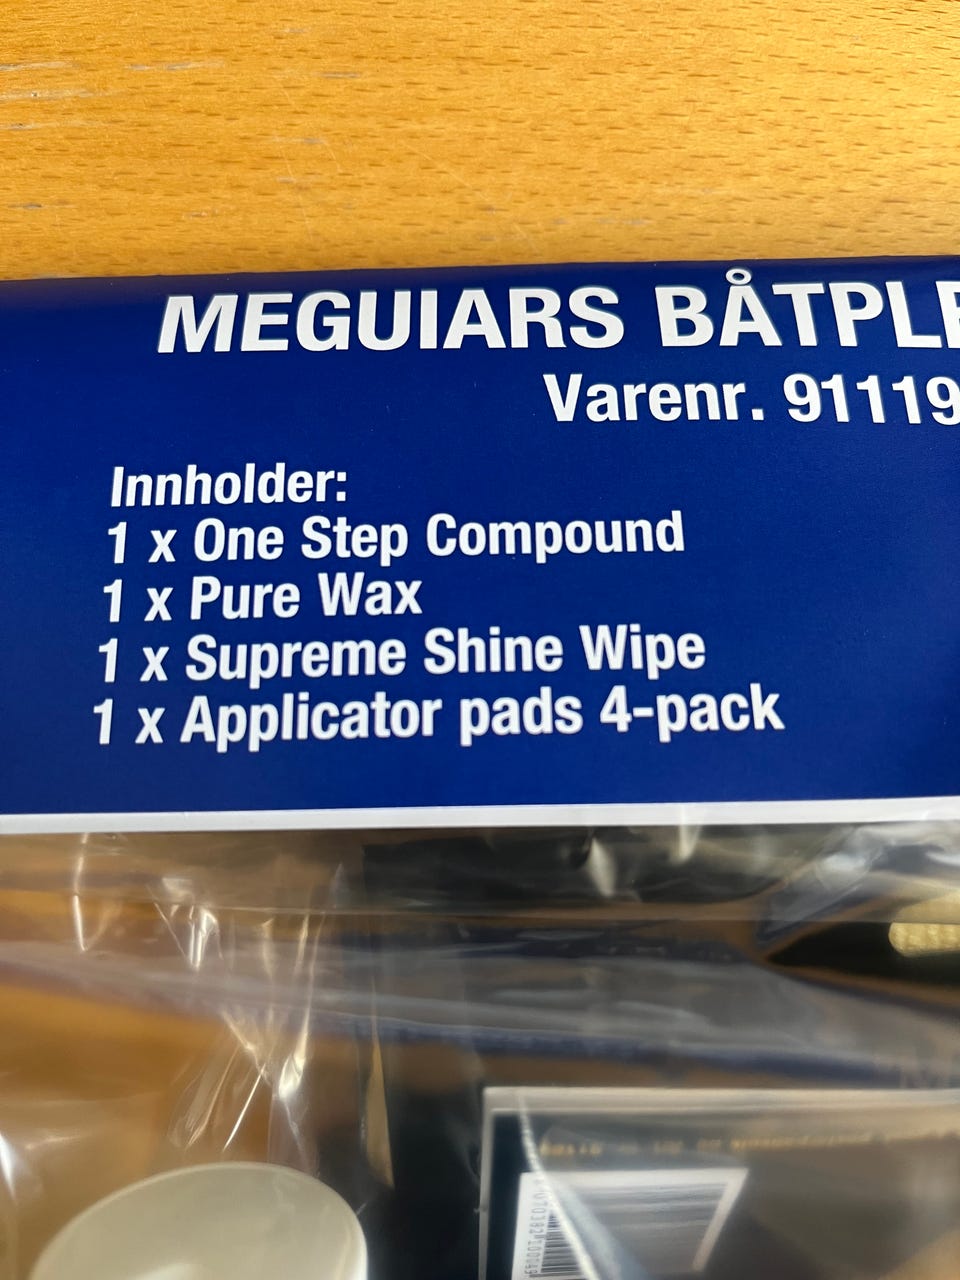 MEGUIARS BÅTPLE
Varenr. 91119
Innholder:
1 x One Step Compound
1 x Pure Wax
1 x Supreme Shine Wipe
1 x Applicator pads 4-pack